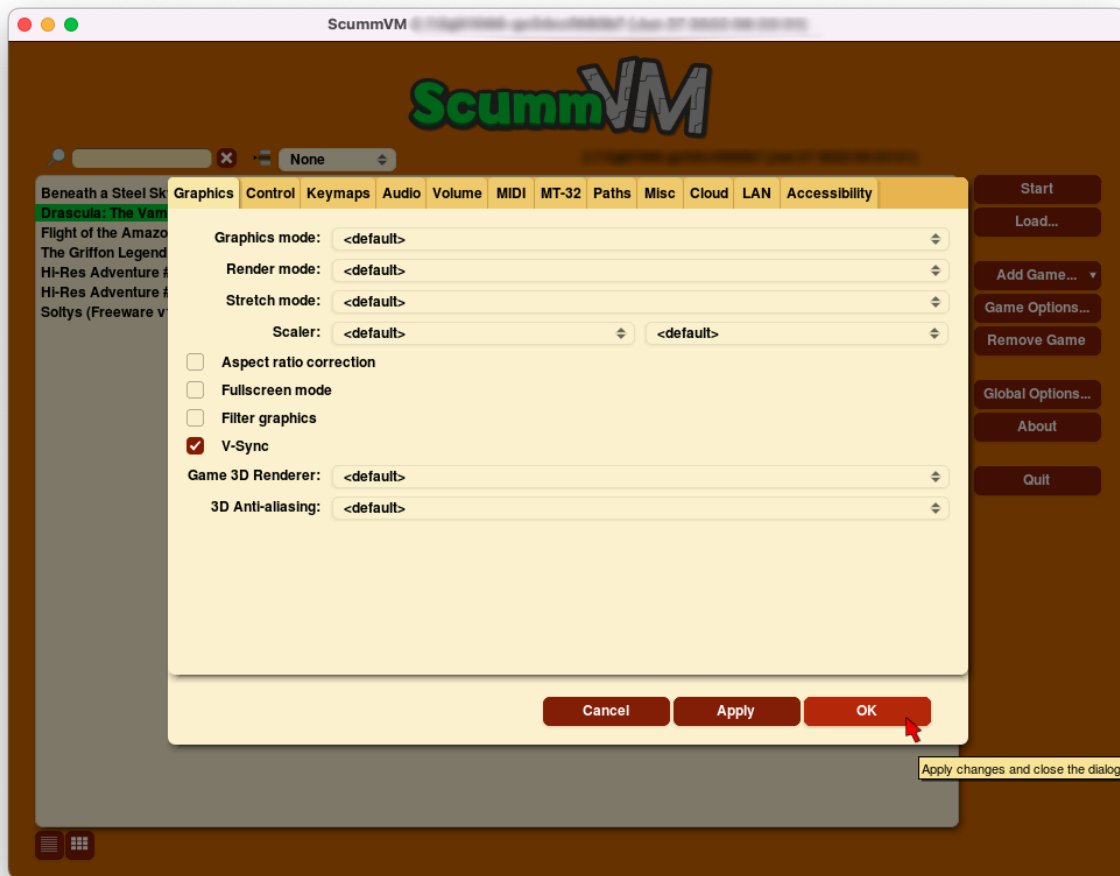 ScummVM
ScummVM
None
Beneath a Steel Sk
Drascula: The Vam
Flight of the Amazo
The Griffon Legend
Hi-Res Adventure #
Hi-Res Adventure #
Soltys (Freeware v
Graphics Control Keymaps Audio Volume MIDI MT-32 Paths Misc Cloud LAN Accessibility
Graphics mode: <default>
Render mode: <default>
Stretch mode: <default>
Scaler: <default> <default>
Aspect ratio correction
Fullscreen mode
Filter graphics
V-Sync
Game 3D Renderer: <default>
3D Anti-aliasing: <default>
Cancel Apply OK
Apply changes and close the dialog
Start
Load...
Add Game...
Game Options...
Remove Game
Global Options...
About
Quit